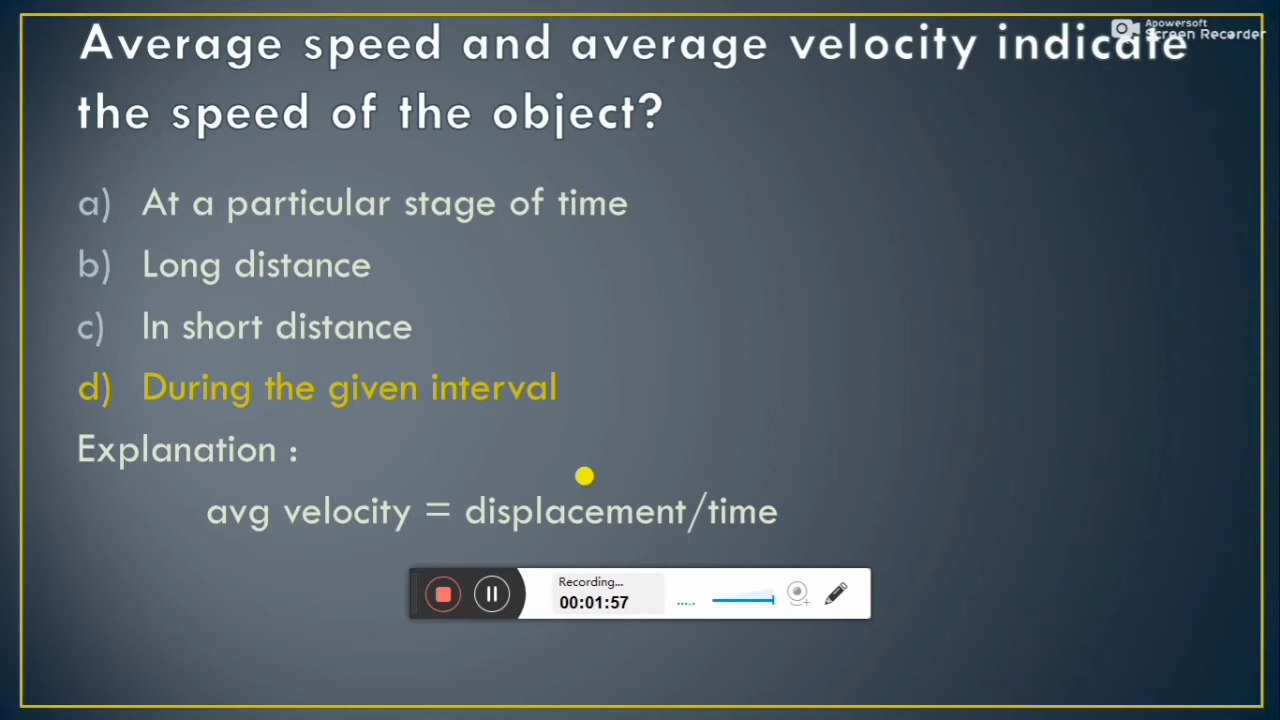 Apowersoft
Screen Recorder
Average speed and average velocity indicate
the speed of the object?
a) At a particular stage of time
b) Long distance
c) In short distance
d) During the given interval
Explanation :
avg velocity = displacement/time
Recording...
00:01:57